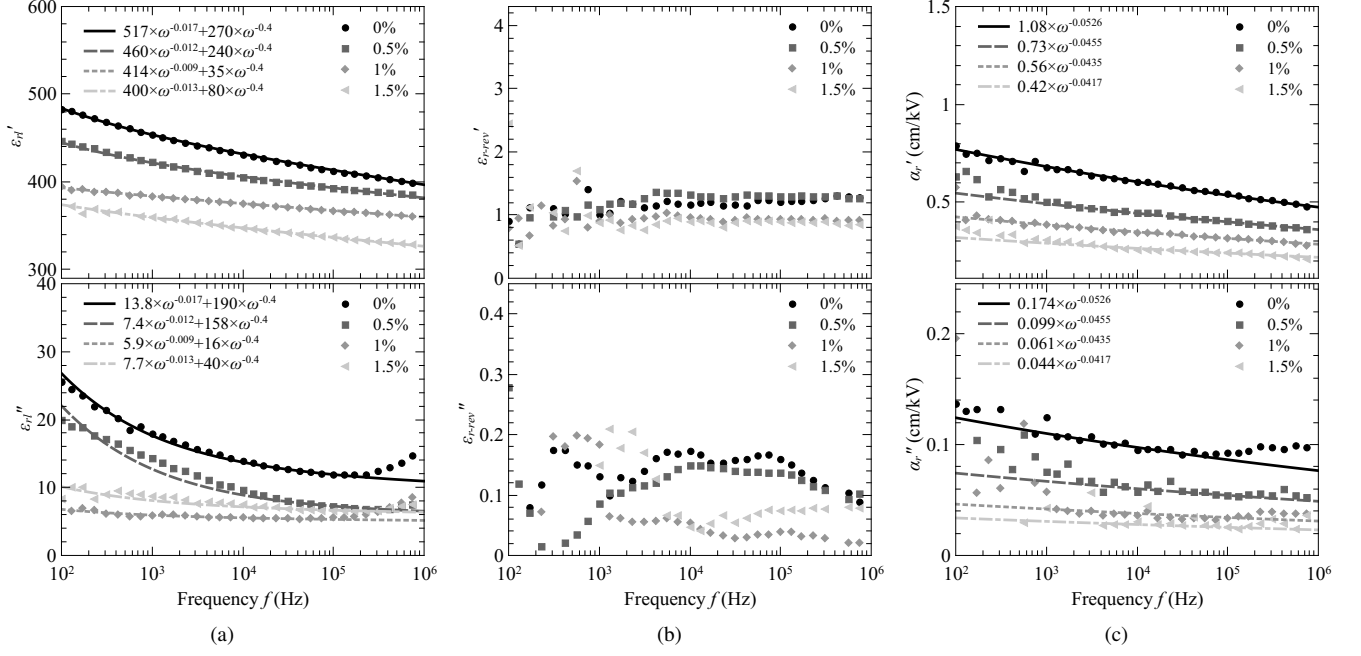 600
500
400
300
εrl′
517×ω^-0.017+270×ω^-0.4
460×ω^-0.012+240×ω^-0.4
414×ω^-0.009+35×ω^-0.4
400×ω^-0.013+80×ω^-0.4
0%
0.5%
1%
1.5%
40
30
20
10
0
εrl″
13.8×ω^-0.017+190×ω^-0.4
7.4×ω^-0.012+158×ω^-0.4
5.9×ω^-0.009+16×ω^-0.4
7.7×ω^-0.013+40×ω^-0.4
0%
0.5%
1%
1.5%
10^2 10^3 10^4 10^5 10^6
Frequency f (Hz)
(a)
4
3
2
1
0
εr-rev′
0%
0.5%
1%
1.5%
0.4
0.3
0.2
0.1
0
εr-rev″
0%
0.5%
1%
1.5%
10^2 10^3 10^4 10^5 10^6
Frequency f (Hz)
(b)
1.5
1
0.5
αr′ (cm/kV)
1.08×ω^-0.0526
0.73×ω^-0.0455
0.56×ω^-0.0435
0.42×ω^-0.0417
0%
0.5%
1%
1.5%
0.2
0.1
0
αr″ (cm/kV)
0.174×ω^-0.0526
0.099×ω^-0.0455
0.061×ω^-0.0435
0.044×ω^-0.0417
0%
0.5%
1%
1.5%
10^2 10^3 10^4 10^5 10^6
Frequency f (Hz)
(c)